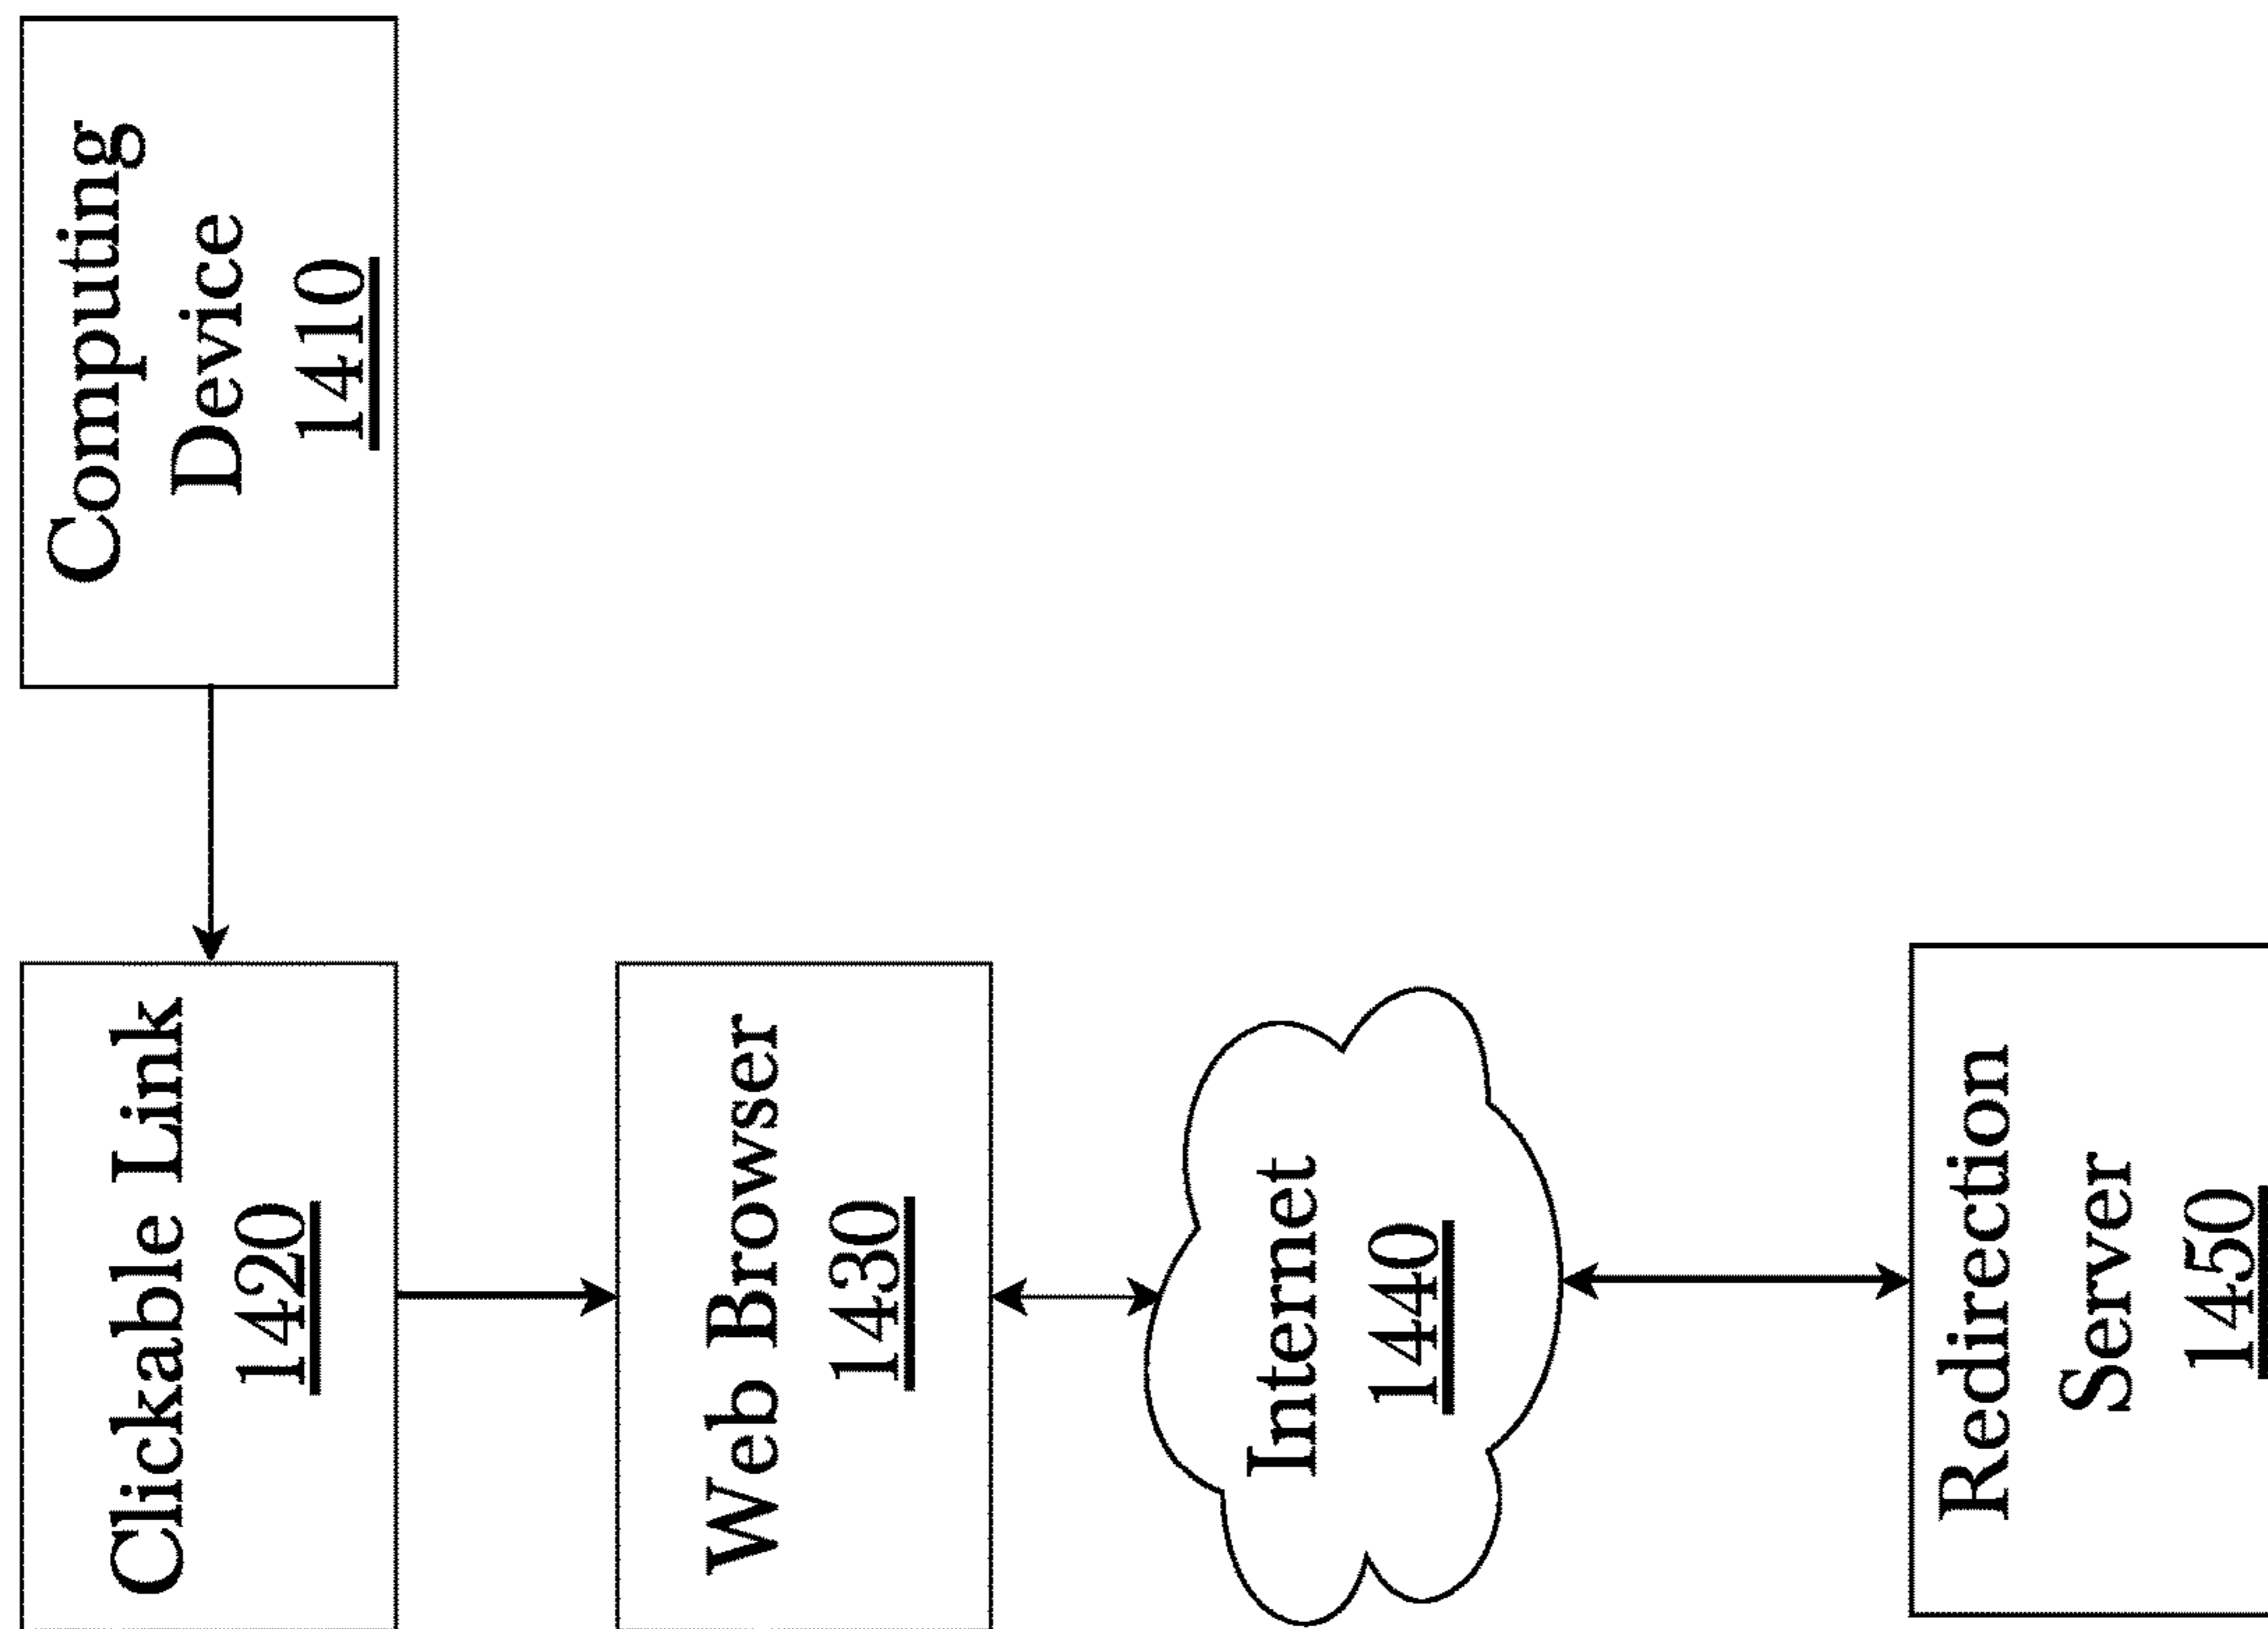 Clickable Link
1420
Computing
Device
1410
Web Browser
1430
Internet
1440
Redirection
Server
1450